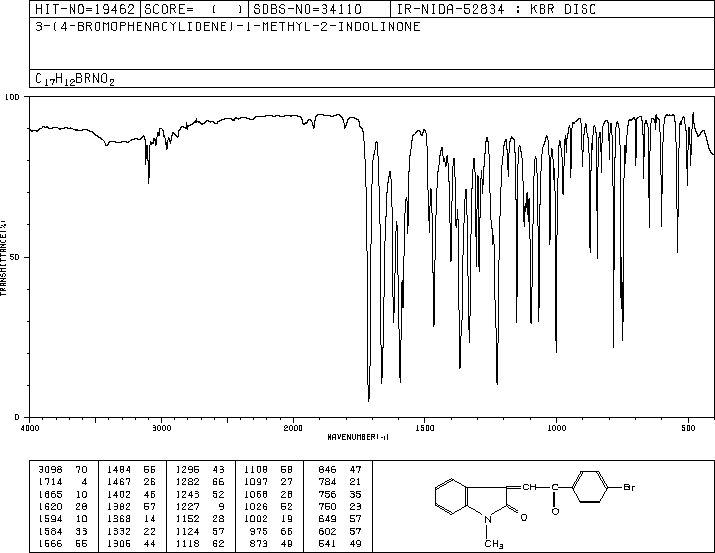 HIT-NO=19462 SCORE= ( ) SDBS-NO=34110 IR-NIDA-52834 : KBR DISC
3-(4-BROMOPHENACYLIDENE)-1-METHYL-2-INDOLINONE
C17H12BRNO2
100
50
0
TRANSMITTANCE(%)
4000 3000 2000 1500 1000 500
WAVENUMBER(-1)
3098 70 1484 56 1296 43 1108 58 846 47
1714 4 1467 26 1282 66 1097 27 784 21
1665 10 1402 46 1243 52 1068 28 756 35
1620 28 1382 57 1227 9 1026 52 750 23
1594 10 1368 14 1152 28 1002 19 649 57
1584 33 1332 22 1124 57 975 66 602 57
1566 55 1306 44 1118 62 873 49 541 49
CH C Br
O
N O
CH3